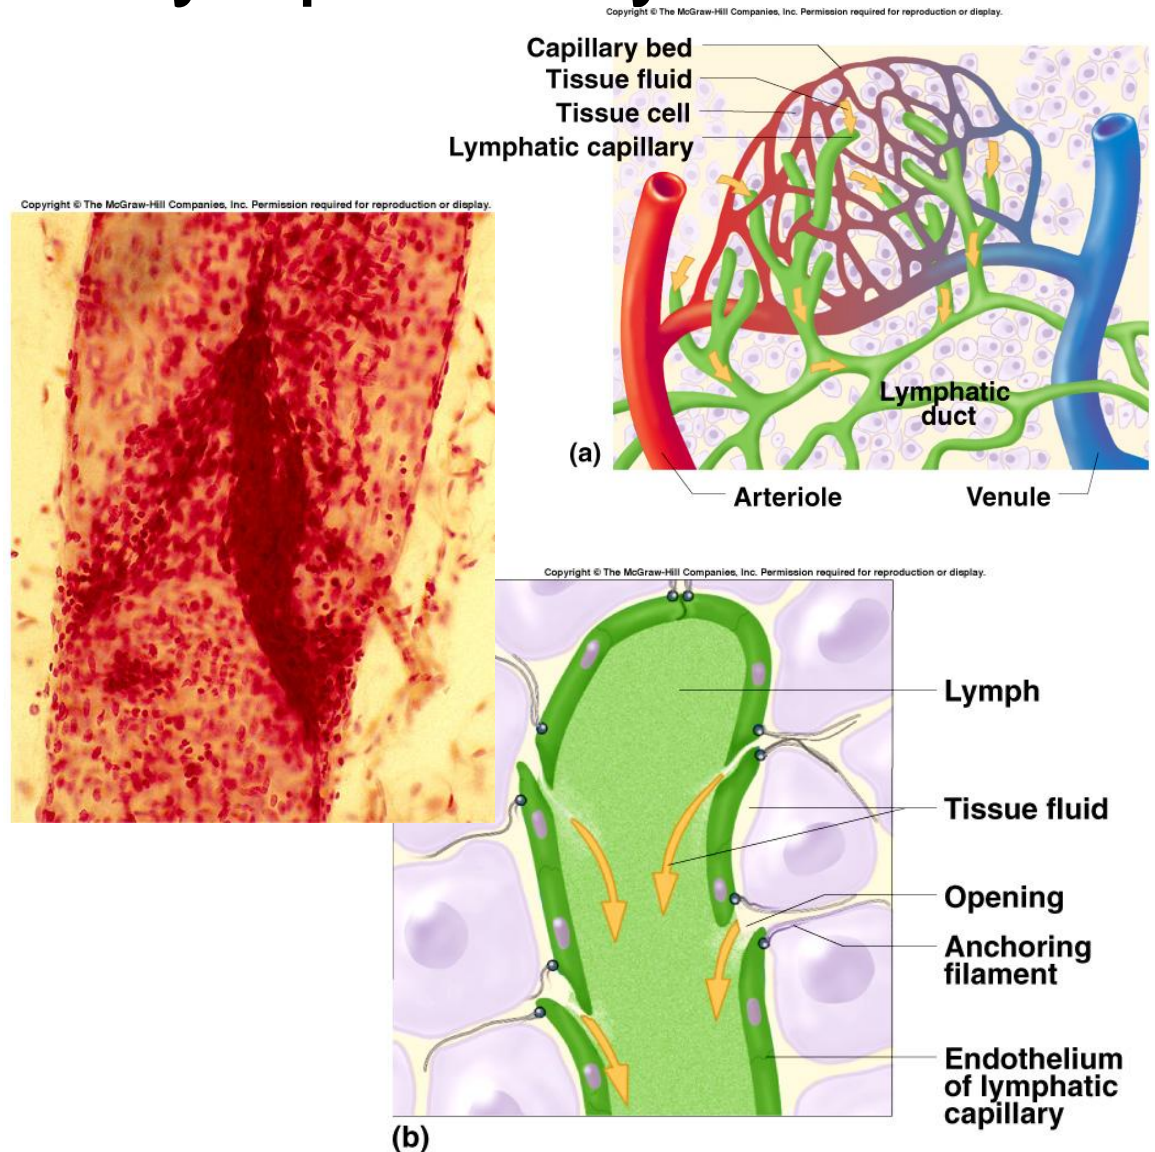 Copyright © The McGraw-Hill Companies, Inc. Permission required for reproduction or display.
Capillary bed
Tissue fluid
Tissue cell
Lymphatic capillary
Lymphatic
duct
(a)
Arteriole
Venule
Copyright © The McGraw-Hill Companies, Inc. Permission required for reproduction or display.
Copyright © The McGraw-Hill Companies, Inc. Permission required for reproduction or display.
Lymph
Tissue fluid
Opening
Anchoring
filament
Endothelium
of lymphatic
capillary
(b)